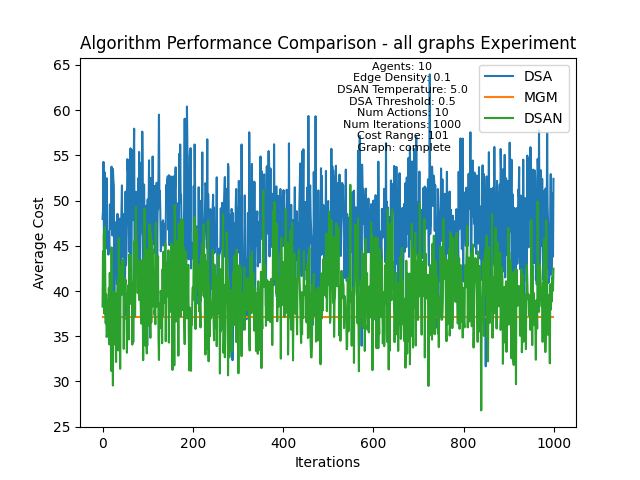 Algorithm Performance Comparison - all graphs Experiment
Agents: 10
Edge Density: 0.1
DSAN Temperature: 5.0
DSA Threshold: 0.5
Num Actions: 10
Num Iterations: 1000
Cost Range: 101
Graph: complete
DSA
MGM
DSAN
Average Cost
65
60
55
50
45
40
35
30
25
0
200
400
600
800
1000
Iterations